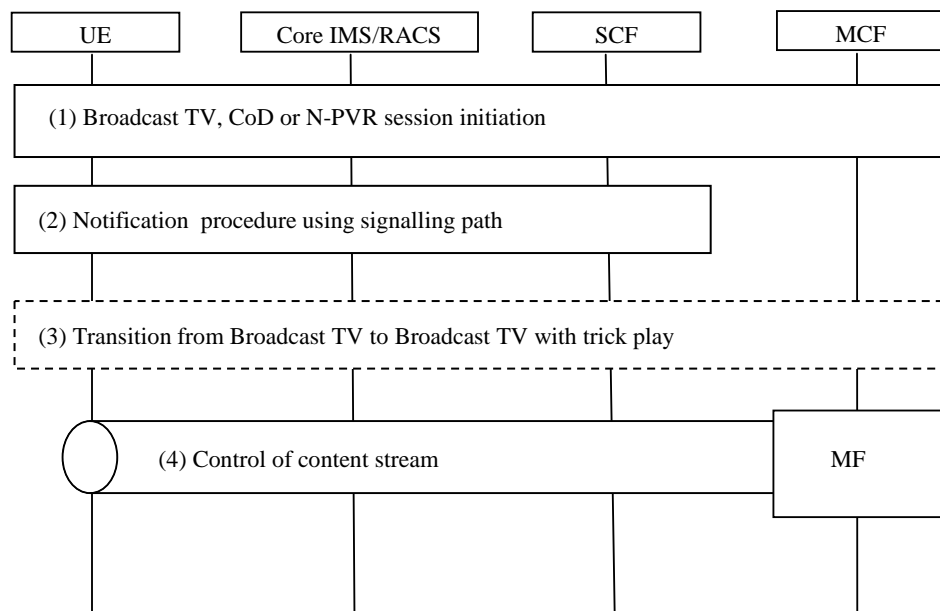 UE
Core IMS/RACS
SCF
MCF
(1) Broadcast TV, CoD or N-PVR session initiation
(2) Notification procedure using signalling path
(3) Transition from Broadcast TV to Broadcast TV with trick play
(4) Control of content stream
MF